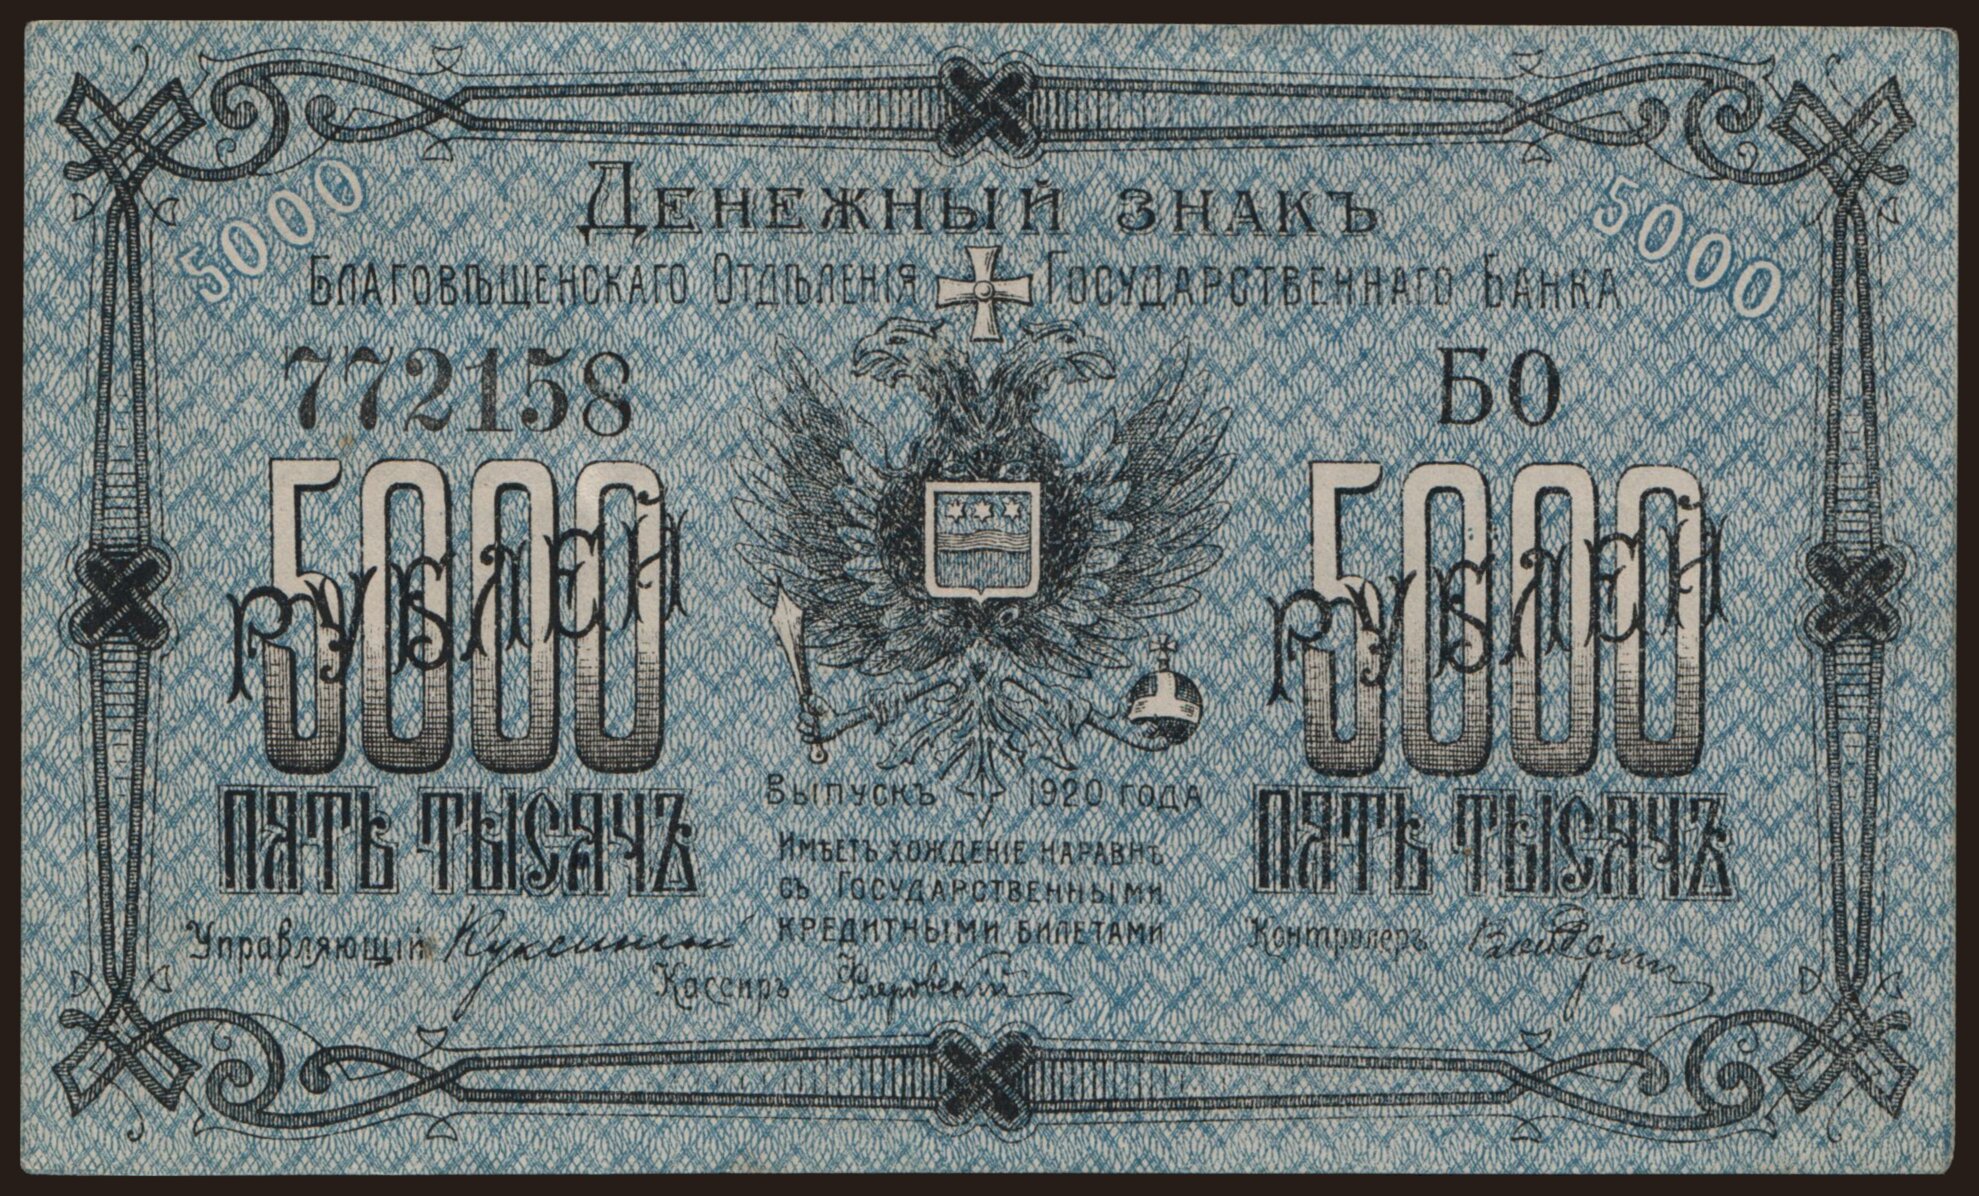 5000
5000
Денежный знакъ
Благовѣщенскаго Отдѣленія Государственнаго Банка
772158
БО
5000
РУБЛЕЙ
5000
РУБЛЕЙ
Выпускъ 1920 года
ПЯТЬ ТЫСЯЧЪ
ПЯТЬ ТЫСЯЧЪ
Имѣетъ хожденіе наравнѣ
съ Государственными
кредитными билетами
Управляющій
Контролеръ
Кассиръ